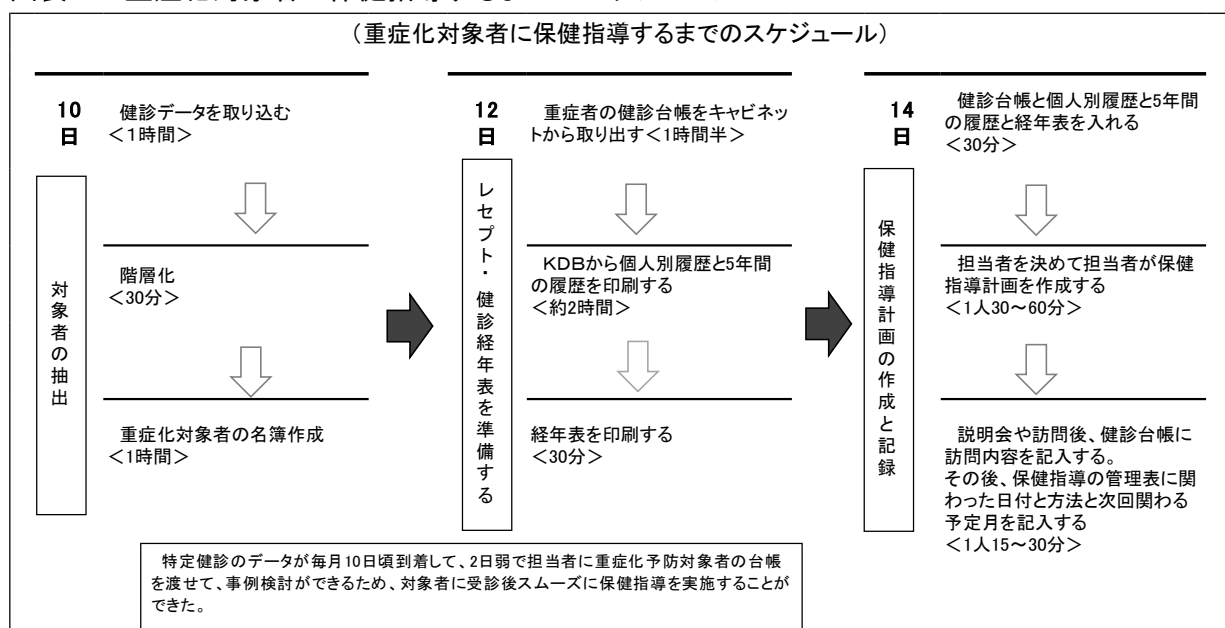 （重症化対象者に保健指導するまでのスケジュール）
10
日
健診データを取り込む
＜１時間＞
対象者の抽出
階層化
＜30分＞
重症化対象者の名簿作成
＜1時間＞
12
日
重症者の健診台帳をキャビネッ
トから取り出す＜1時間半＞
レセプト・健診経年表を準備する
ＫＤＢから個人別履歴と5年間
の履歴を印刷する
＜約2時間＞
経年表を印刷する
＜30分＞
14
日
健診台帳と個人別履歴と5年間
の履歴と経年表を入れる
＜30分＞
保健指導計画の作成と記録
担当者を決めて担当者が保健
指導計画を作成する
＜1人30～60分＞
説明会や訪問後、健診台帳に
訪問内容を記入する。
その後、保健指導の管理表に関
わった日付と方法と次回関わる
予定月を記入する
＜1人15～30分＞
特定健診のデータが毎月10日頃到着して、2日弱で担当者に重症化予防対象者の台帳
を渡せて、事例検討ができるため、対象者に受診後スムーズに保健指導を実施することが
できた。